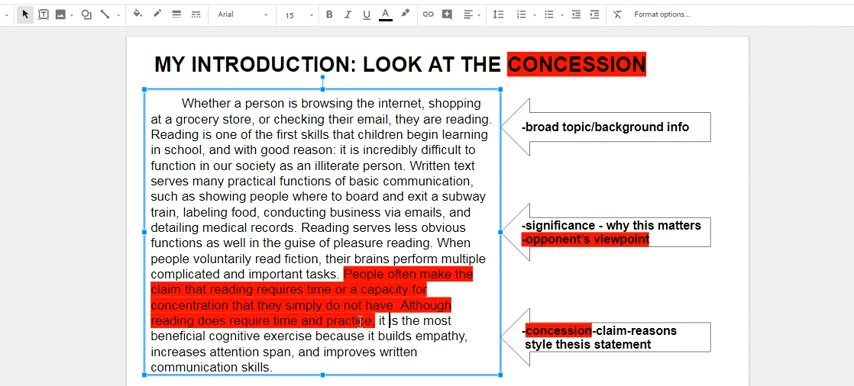 Arial
15
B I U A
Format options...
MY INTRODUCTION: LOOK AT THE CONCESSION
Whether a person is browsing the internet, shopping
at a grocery store, or checking their email, they are reading.
Reading is one of the first skills that children begin learning
in school, and with good reason: it is incredibly difficult to
function in our society as an illiterate person. Written text
serves many practical functions of basic communication,
such as showing people where to board and exit a subway
train, labeling food, conducting business via emails, and
detailing medical records. Reading serves less obvious
functions as well in the guise of pleasure reading. When
people voluntarily read fiction, their brains perform multiple
complicated and important tasks. People often make the
claim that reading requires time or a capacity for
concentration that they simply do not have. Although
reading does require time and practice, it is the most
beneficial cognitive exercise because it builds empathy,
increases attention span, and improves written
communication skills.
-broad topic/background info
-significance - why this matters
-opponent's viewpoint
-concession-claim-reasons
style thesis statement